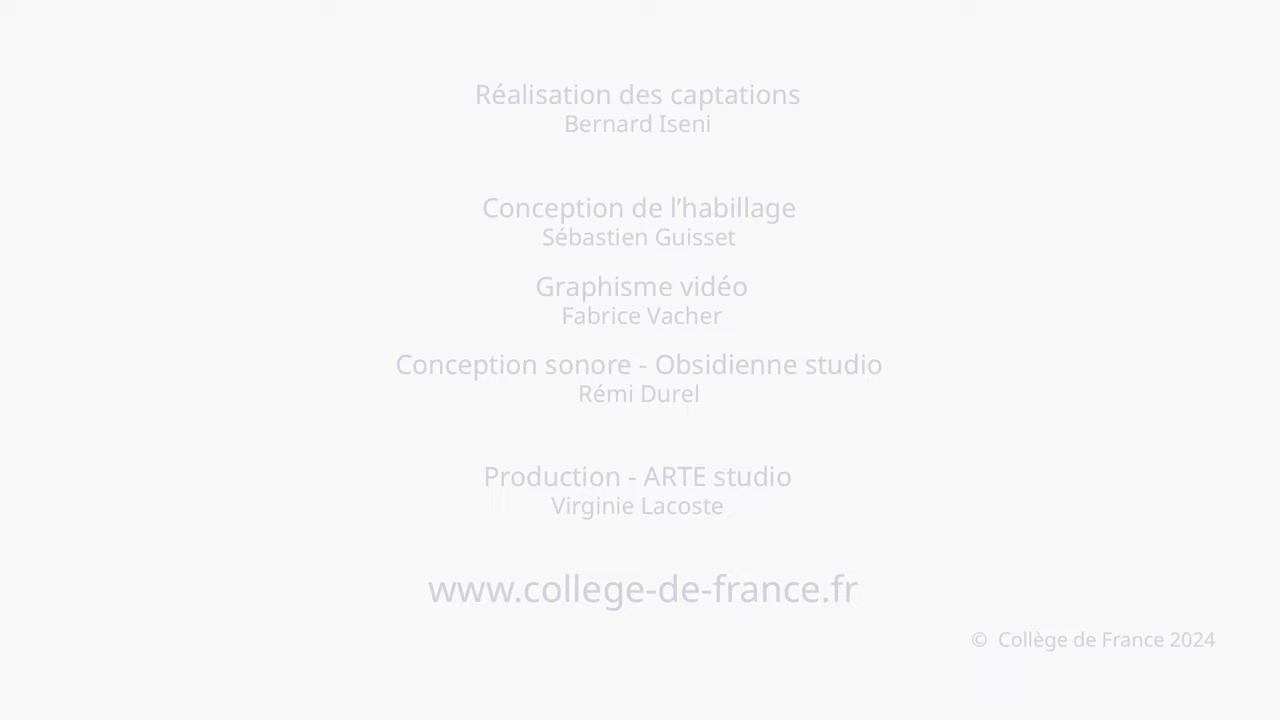 Réalisation des captations
Bernard Iseni
Conception de l’habillage
Sébastien Guisset
Graphisme vidéo
Fabrice Vacher
Conception sonore - Obsidienne studio
Rémi Durel
Production - ARTE studio
Virginie Lacoste
www.college-de-france.fr
© Collège de France 2024